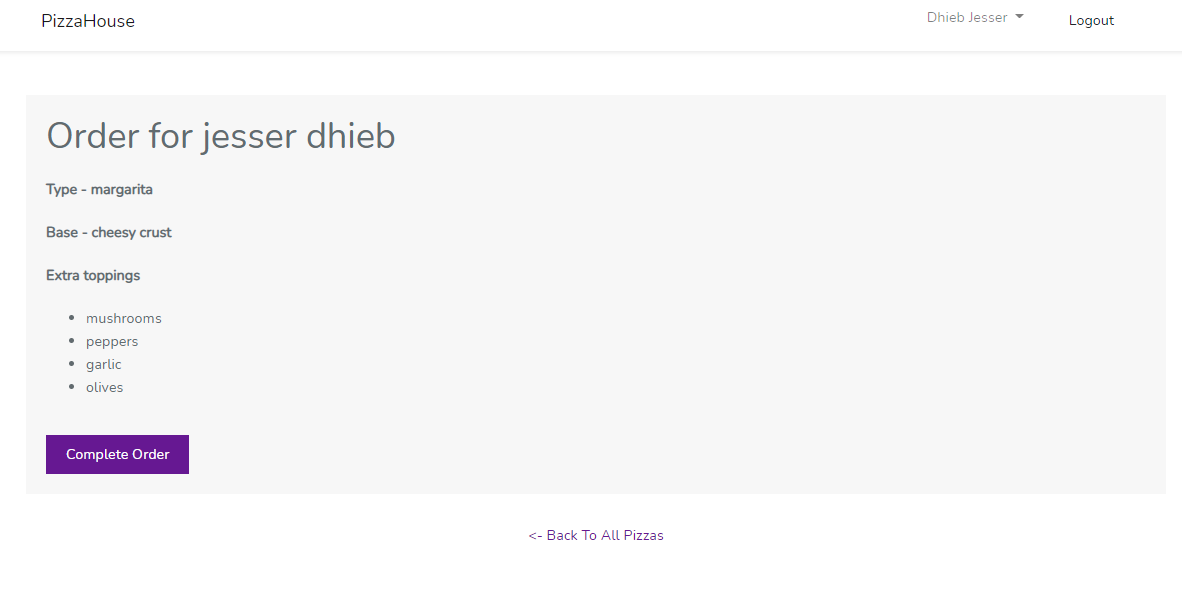 PizzaHouse
Dhieb Jesser
Logout
Order for jesser dhieb
Type - margarita
Base - cheesy crust
Extra toppings
mushrooms
peppers
garlic
olives
Complete Order
<- Back To All Pizzas